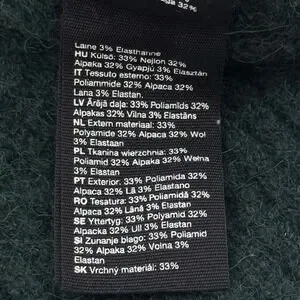 32%
Laine 3% Elasthanne
HU Külső: 33% Nejlon 32%
Alpaka 32% Gyapjú 3% Elasztán
IT Tessuto esterno: 33%
Poliammide 32% Alpaca 32%
Lana 3% Elastan.
LV Ārējā daļa: 33% Poliamīds 32%
Alpakas 32% Vilna 3% Elastāns
NL Extern materiaal: 33%
Polyamide 32% Alpaca 32% Wol
3% Elastaan
PL Tkanina wierzchnia: 33%
Poliamid 32% Alpaka 32% Wełna
3% Elastan
PT Exterior: 33% Poliamida 32%
Alpaca 32% Lã 3% Elastano
RO Tesatura: 33% Poliamidă 32%
Alpaca 32% Lână 3% Elastan
SE Yttertyg: 33% Polyamid 32%
Alpacka 32% Ull 3% Elastan
SI Zunanje blago: 33% Poliamid
32% Alpaka 32% Volna 3%
Elastan
SK Vrchný materiál: 33%